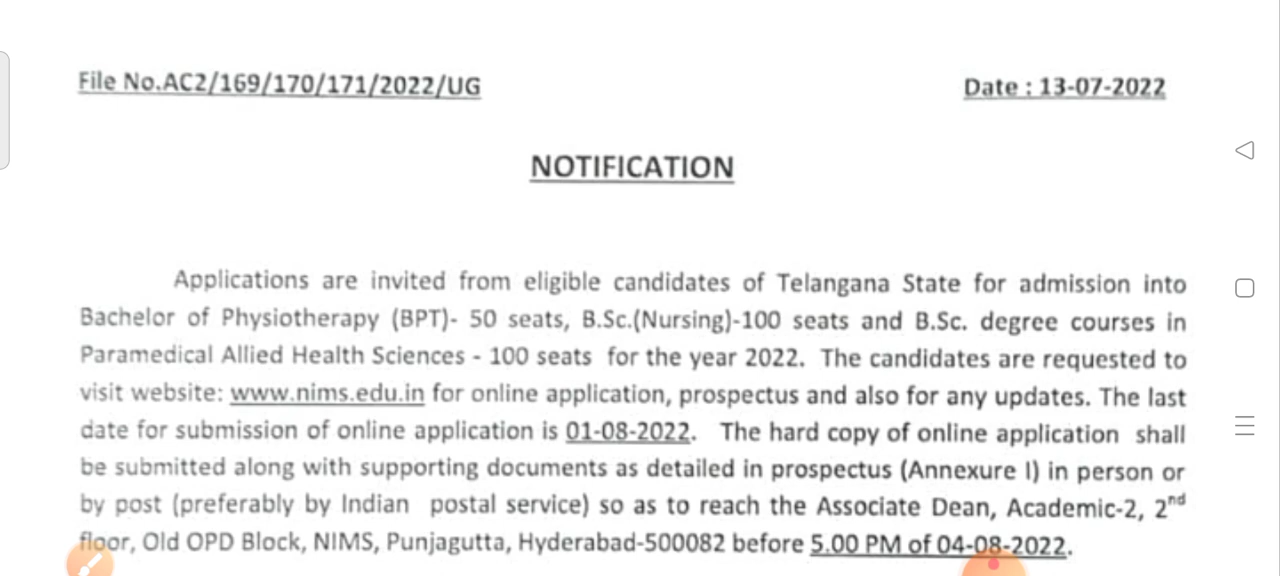 File No.AC2/169/170/171/2022/UG Date : 13-07-2022
NOTIFICATION
Applications are invited from eligible candidates of Telangana State for admission into
Bachelor of Physiotherapy (BPT)- 50 seats, B.Sc.(Nursing)-100 seats and B.Sc. degree courses in
Paramedical Allied Health Sciences - 100 seats for the year 2022. The candidates are requested to
visit website: www.nims.edu.in for online application, prospectus and also for any updates. The last
date for submission of online application is 01-08-2022. The hard copy of online application shall
be submitted along with supporting documents as detailed in prospectus (Annexure I) in person or
by post (preferably by Indian postal service) so as to reach the Associate Dean, Academic-2, 2nd
floor, Old OPD Block, NIMS, Punjagutta, Hyderabad-500082 before 5.00 PM of 04-08-2022.